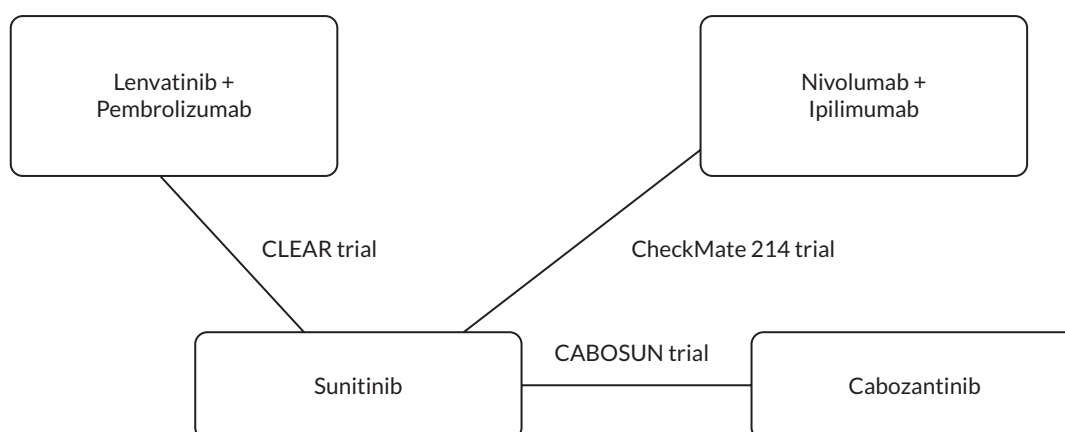 Lenvatinib +
Pembrolizumab
Nivolumab +
Ipilimumab
CLEAR trial
CheckMate 214 trial
CABOSUN trial
Sunitinib
Cabozantinib